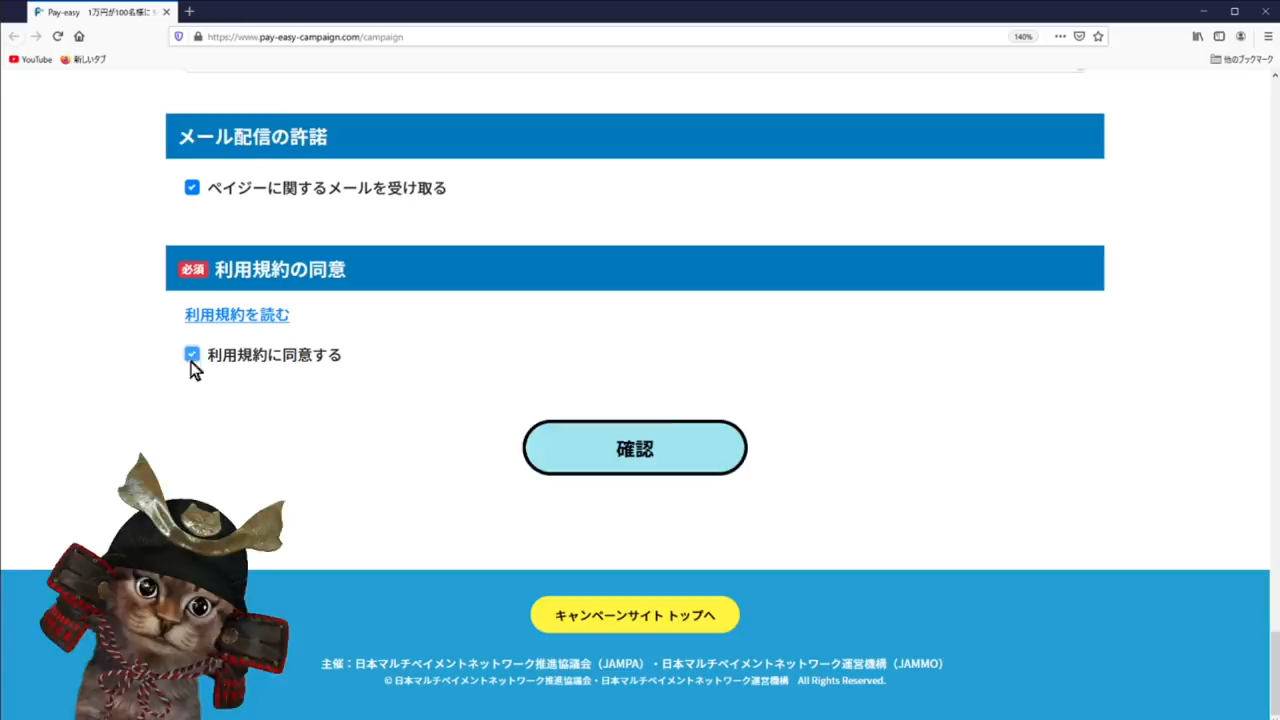 Pay-easy 1万円が100名様に
https://www.pay-easy-campaign.com/campaign
140%
YouTube
新しいタブ
他のブックマーク
メール配信の許諾
ペイジーに関するメールを受け取る
必須 利用規約の同意
利用規約を読む
利用規約に同意する
確認
キャンペーンサイト トップへ
主催：日本マルチペイメントネットワーク推進協議会（JAMPA）・日本マルチペイメントネットワーク運営機構（JAMMO）
© 日本マルチペイメントネットワーク推進協議会・日本マルチペイメントネットワーク運営機構 All Rights Reserved.